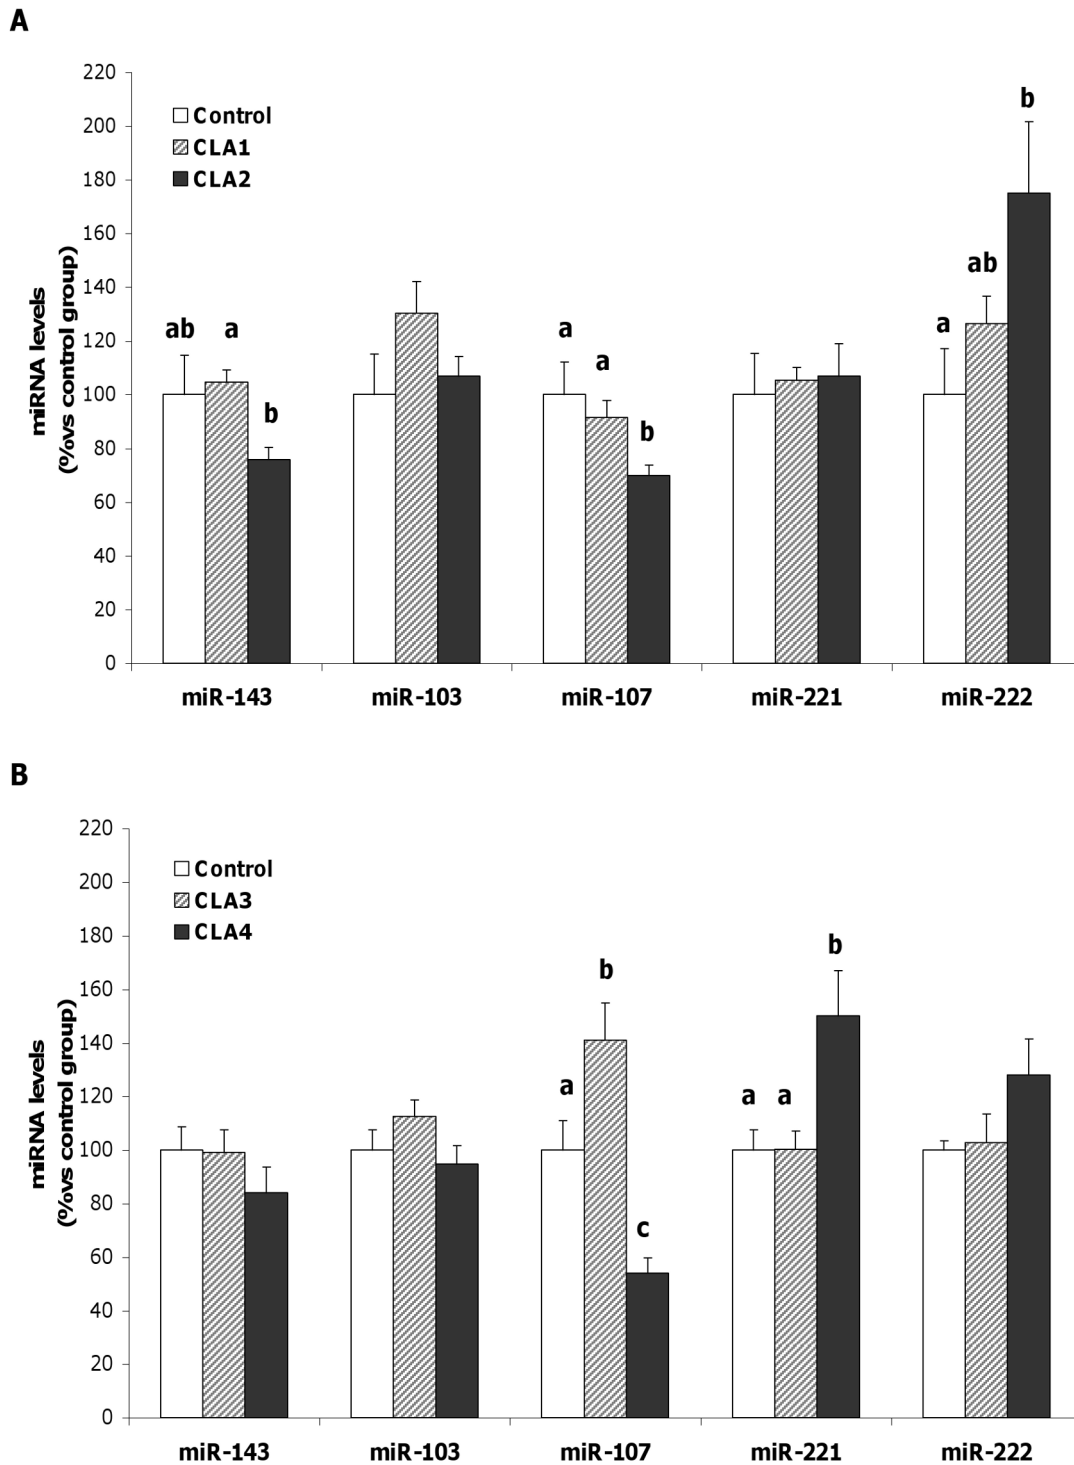 A
220
200
180
160
140
120
100
80
60
40
20
0
miRNA levels
(%vs control group)
Control
CLA1
CLA2
ab
a
b
a
a
b
a
ab
b
miR-143
miR-103
miR-107
miR-221
miR-222
B
220
200
180
160
140
120
100
80
60
40
20
0
miRNA levels
(%vs control group)
Control
CLA3
CLA4
a
b
c
a
a
b
miR-143
miR-103
miR-107
miR-221
miR-222